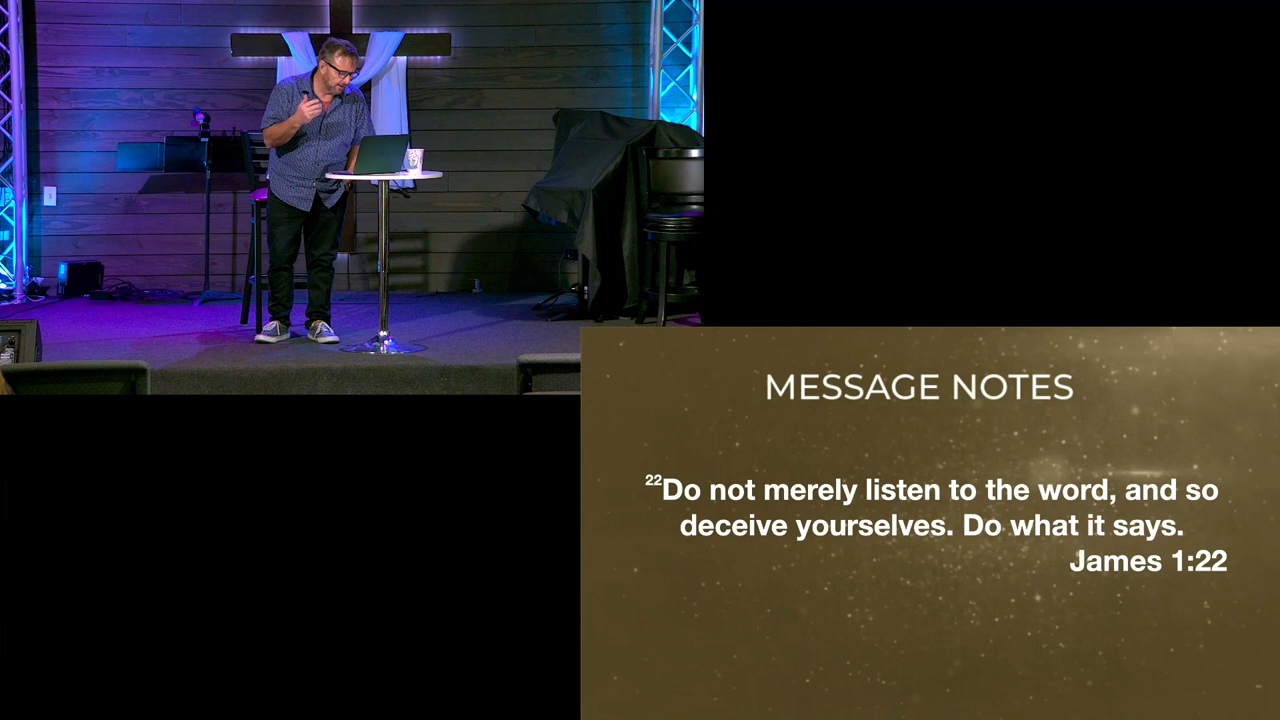 MESSAGE NOTES
²²Do not merely listen to the word, and so
deceive yourselves. Do what it says.
James 1:22